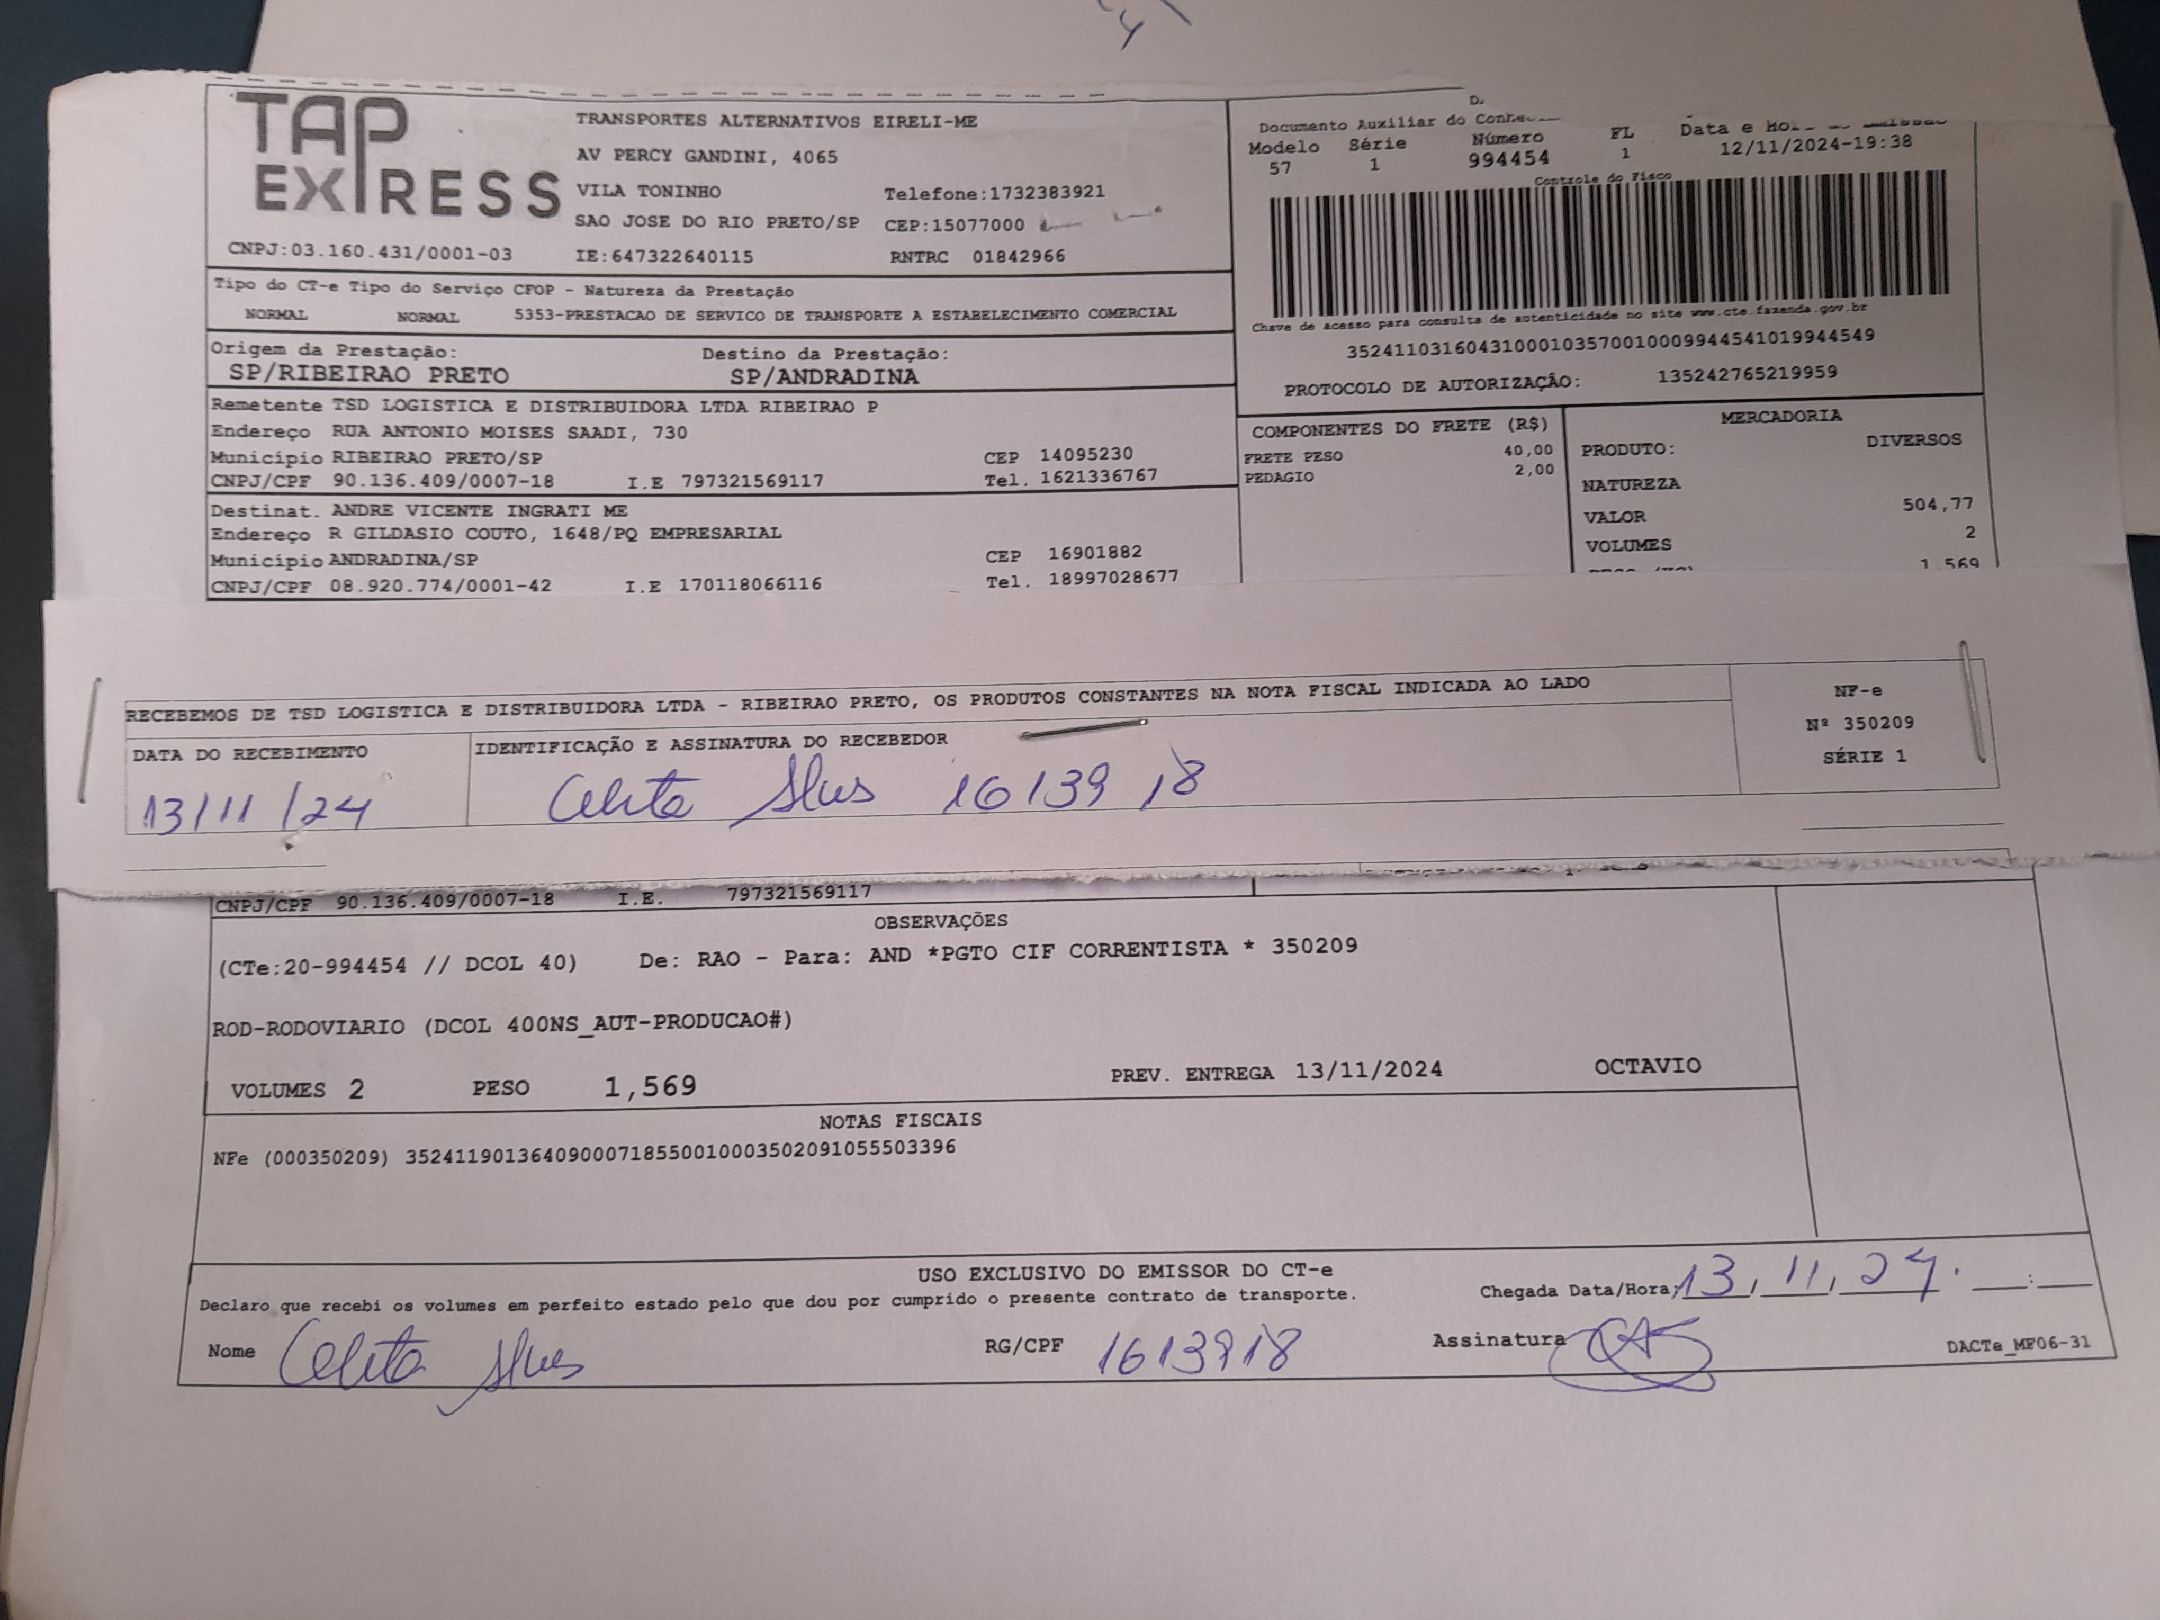 TAP
EXPRESS
TRANSPORTES ALTERNATIVOS EIRELI-ME
AV PERCY GANDINI, 4065
VILA TONINHO Telefone:1732383921
SAO JOSE DO RIO PRETO/SP CEP:15077000
CNPJ:03.160.431/0001-03 IE:647322640115 RNTRC 01842966
Documento Auxiliar do
Modelo Série Número FL Data e
57 1 994454 1 12/11/2024-19:38
Controle do Fisco
Chave de acesso para consulta de autenticidade no site www.cte.fazenda.gov.br
35241103160431000103570010009944541019944549
PROTOCOLO DE AUTORIZAÇÃO: 135242765219959
Tipo do CT-e Tipo do Serviço CFOP - Natureza da Prestação
NORMAL NORMAL 5353-PRESTACAO DE SERVICO DE TRANSPORTE A ESTABELECIMENTO COMERCIAL
Origem da Prestação: Destino da Prestação:
SP/RIBEIRAO PRETO SP/ANDRADINA
Remetente TSD LOGISTICA E DISTRIBUIDORA LTDA RIBEIRAO P
Endereço RUA ANTONIO MOISES SAADI, 730
Município RIBEIRAO PRETO/SP CEP 14095230
CNPJ/CPF 90.136.409/0007-18 I.E 797321569117 Tel. 1621336767
Destinat. ANDRE VICENTE INGRATI ME
Endereço R GILDASIO COUTO, 1648/PQ EMPRESARIAL
Município ANDRADINA/SP CEP 16901882
CNPJ/CPF 08.920.774/0001-42 I.E 170118066116 Tel. 18997028677
COMPONENTES DO FRETE (R$)
FRETE PESO 40,00
PEDAGIO 2,00
MERCADORIA
PRODUTO: DIVERSOS
NATUREZA
VALOR 504,77
VOLUMES 2
1,569
RECEBEMOS DE TSD LOGISTICA E DISTRIBUIDORA LTDA - RIBEIRAO PRETO, OS PRODUTOS CONSTANTES NA NOTA FISCAL INDICADA AO LADO
NF-e
Nº 350209
SÉRIE 1
DATA DO RECEBIMENTO IDENTIFICAÇÃO E ASSINATURA DO RECEBEDOR
13/11/24 16139 18
CNPJ/CPF 90.136.409/0007-18 I.E. 797321569117
OBSERVAÇÕES
(CTe:20-994454 // DCOL 40) De: RAO - Para: AND *PGTO CIF CORRENTISTA * 350209
ROD-RODOVIARIO (DCOL 400NS_AUT-PRODUCAO#)
VOLUMES 2 PESO 1,569 PREV. ENTREGA 13/11/2024 OCTAVIO
NOTAS FISCAIS
NFe (000350209) 35241190136409000718550010003502091055503396
USO EXCLUSIVO DO EMISSOR DO CT-e
Declaro que recebi os volumes em perfeito estado pelo que dou por cumprido o presente contrato de transporte. Chegada Data/Hora: 13/11/24
Nome RG/CPF 1613918 Assinatura DACTe_MF06-31